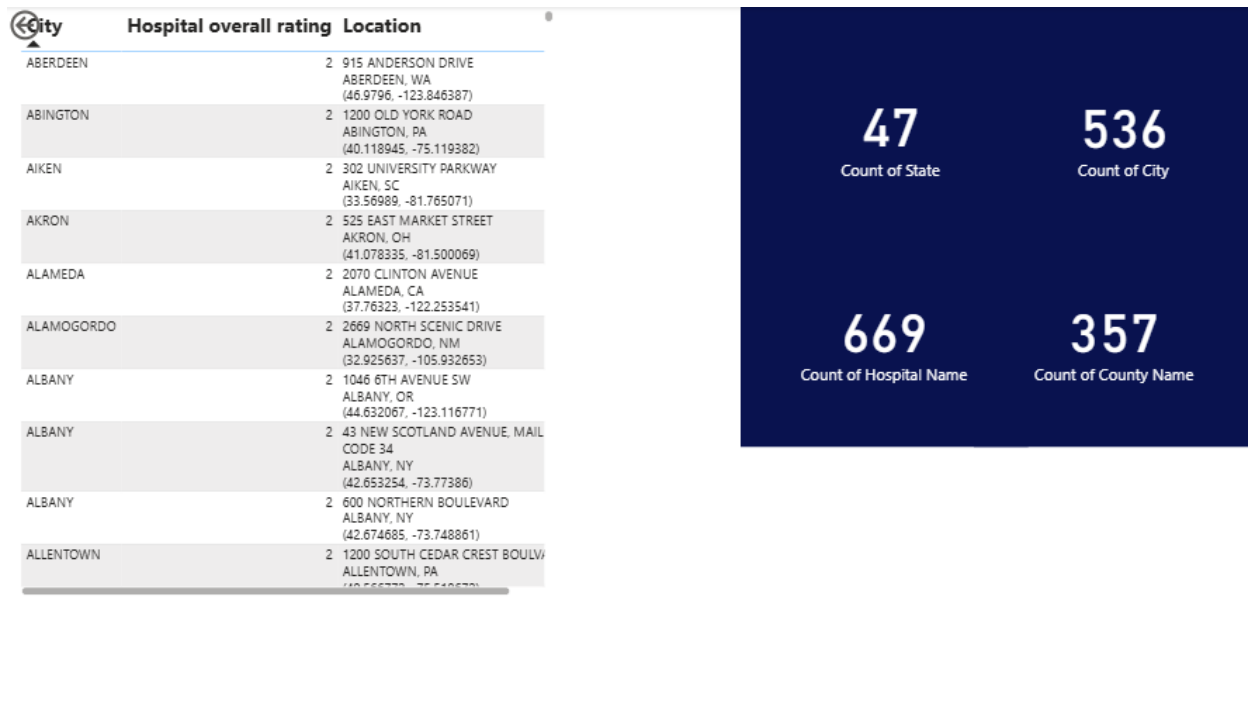 City Hospital overall rating Location
ABERDEEN 2 915 ANDERSON DRIVE
ABERDEEN, WA
(46.9796, -123.846387)
ABINGTON 2 1200 OLD YORK ROAD
ABINGTON, PA
(40.118945, -75.119382)
AIKEN 2 302 UNIVERSITY PARKWAY
AIKEN, SC
(33.56989, -81.765071)
AKRON 2 525 EAST MARKET STREET
AKRON, OH
(41.078335, -81.500069)
ALAMEDA 2 2070 CLINTON AVENUE
ALAMEDA, CA
(37.76323, -122.253541)
ALAMOGORDO 2 2669 NORTH SCENIC DRIVE
ALAMOGORDO, NM
(32.925637, -105.932653)
ALBANY 2 1046 6TH AVENUE SW
ALBANY, OR
(44.632067, -123.116771)
ALBANY 2 43 NEW SCOTLAND AVENUE, MAIL
CODE 34
ALBANY, NY
(42.653254, -73.77386)
ALBANY 2 600 NORTHERN BOULEVARD
ALBANY, NY
(42.674685, -73.748861)
ALLENTOWN 2 1200 SOUTH CEDAR CREST
ALLENTOWN, PA
47
Count of State
536
Count of City
669
Count of Hospital Name
357
Count of County Name